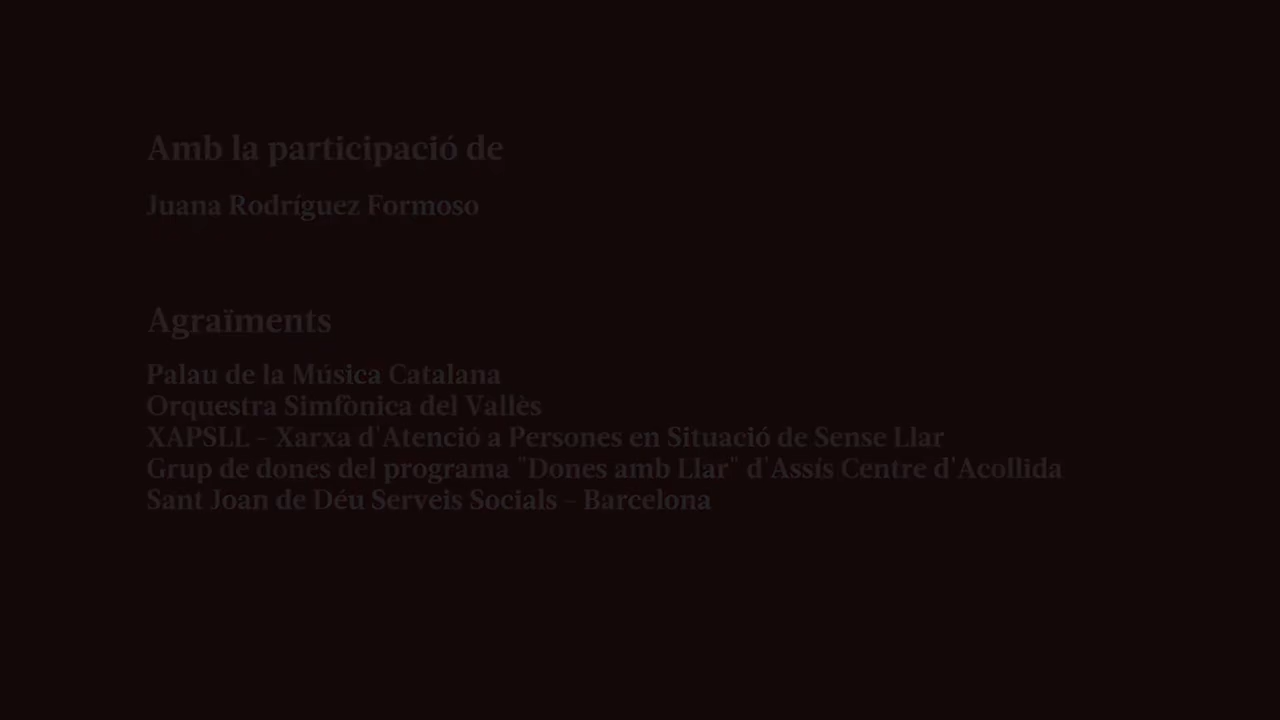 Amb la participació de
Juana Rodríguez Formoso
Agraïments
Palau de la Música Catalana
Orquestra Simfònica del Vallès
XAPSLL - Xarxa d'Atenció a Persones en Situació de Sense Llar
Grup de dones del programa "Dones amb Llar" d'Assís Centre d'Acollida
Sant Joan de Déu Serveis Socials – Barcelona